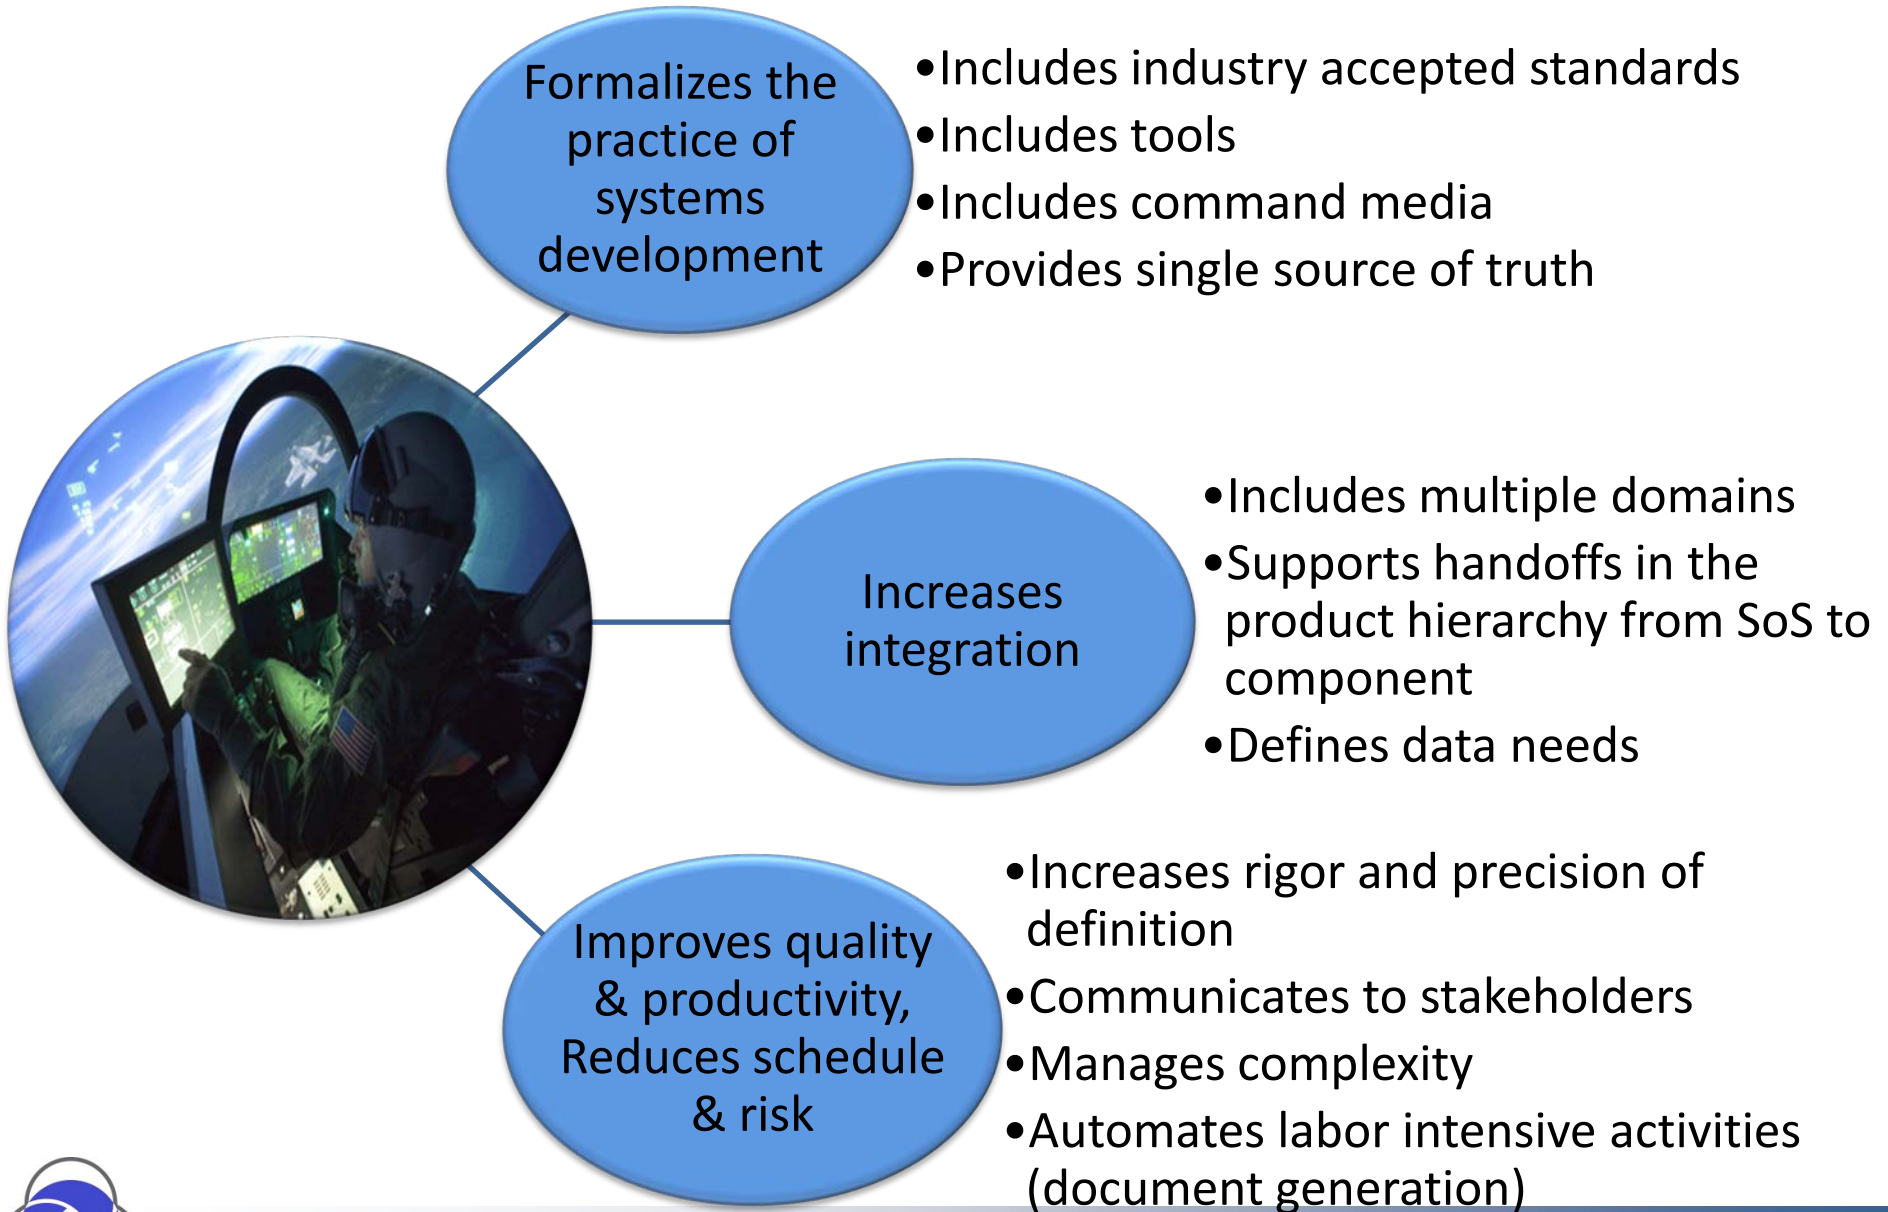 Formalizes the
practice of
systems
development
•Includes industry accepted standards
•Includes tools
•Includes command media
•Provides single source of truth
Increases
integration
•Includes multiple domains
•Supports handoffs in the
product hierarchy from SoS to
component
•Defines data needs
Improves quality
& productivity,
Reduces schedule
& risk
•Increases rigor and precision of
definition
•Communicates to stakeholders
•Manages complexity
•Automates labor intensive activities
(document generation)